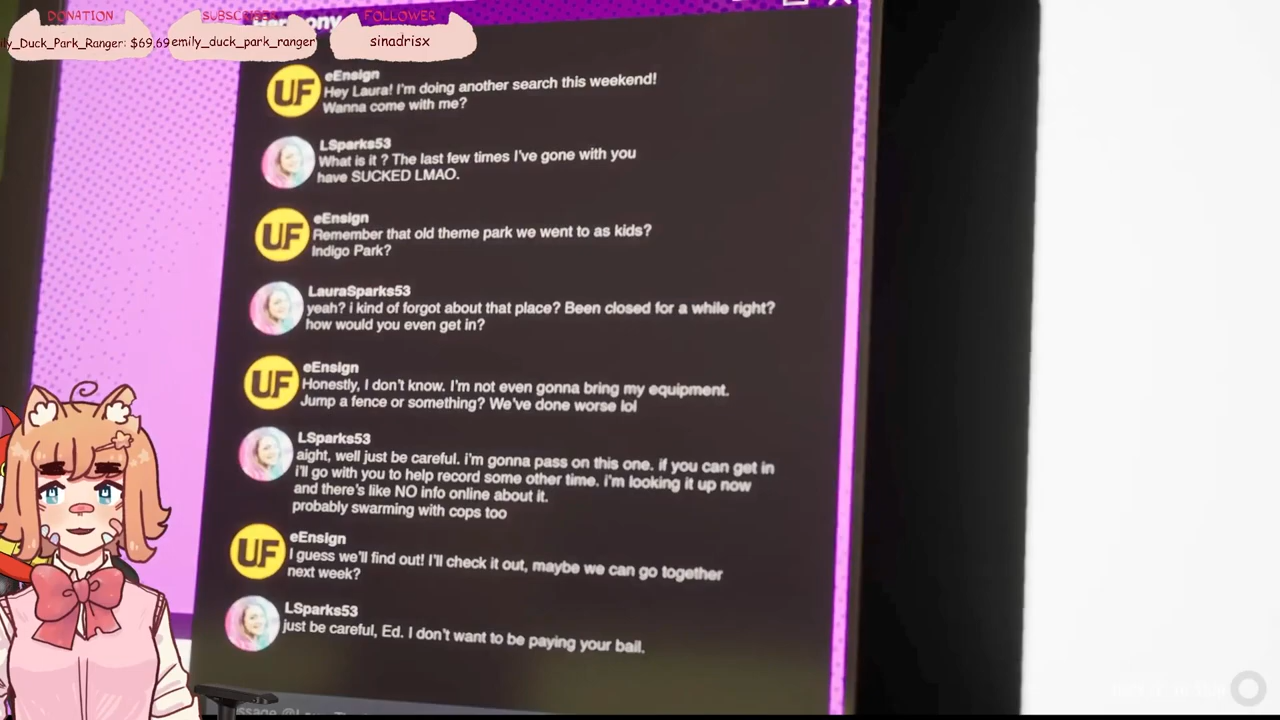 DONATION
SUBSCRIBER
FOLLOWER
ily_Duck_Park_Ranger: $69.69
emily_duck_park_ranger
sinadrisx
Harmony
UF
eEnsign
Hey Laura! I'm doing another search this weekend!
Wanna come with me?
LSparks53
What is it ? The last few times I've gone with you
have SUCKED LMAO.
UF
eEnsign
Remember that old theme park we went to as kids?
Indigo Park?
LauraSparks53
yeah? i kind of forgot about that place? Been closed for a while right?
how would you even get in?
UF
eEnsign
Honestly, I don't know. I'm not even gonna bring my equipment.
Jump a fence or something? We've done worse lol
LSparks53
aight, well just be careful. i'm gonna pass on this one. if you can get in
i'll go with you to help record some other time. i'm looking it up now
and there's like NO info online about it.
probably swarming with cops too
UF
eEnsign
I guess we'll find out! I'll check it out, maybe we can go together
next week?
LSparks53
just be careful, Ed. I don't want to be paying your bail.